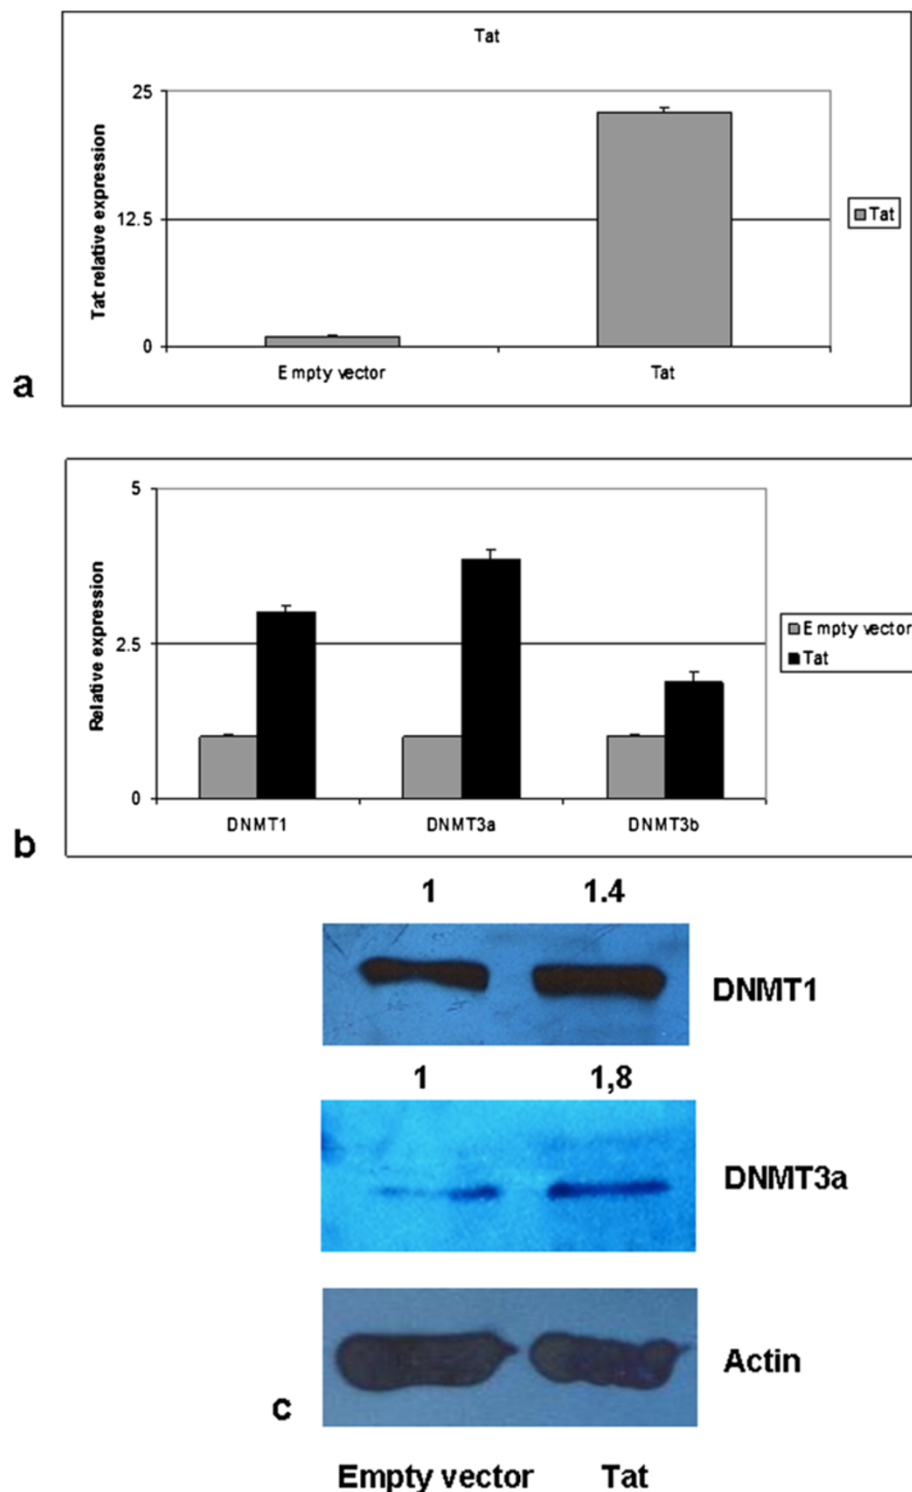 Tat
25
12.5
0
Tat relative expression
Empty vector
Tat
Tat
a
5
2.5
0
Relative expression
DNMT1
DNMT3a
DNMT3b
Empty vector
Tat
b
1
1.4
DNMT1
1
1,8
DNMT3a
Actin
c
Empty vector
Tat